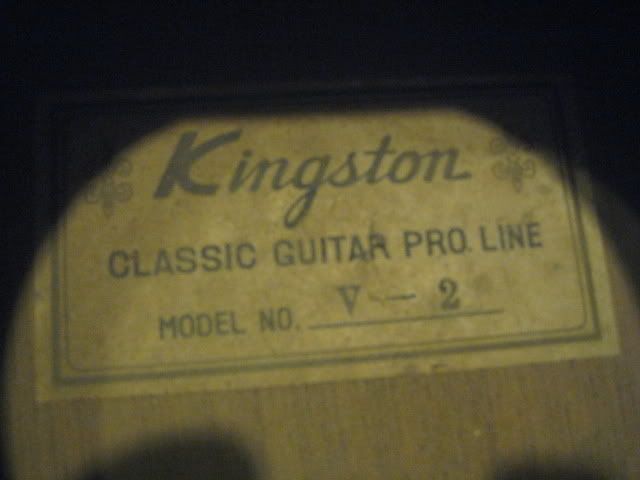 Kingston
CLASSIC GUITAR PRO. LINE
MODEL NO. V - 2